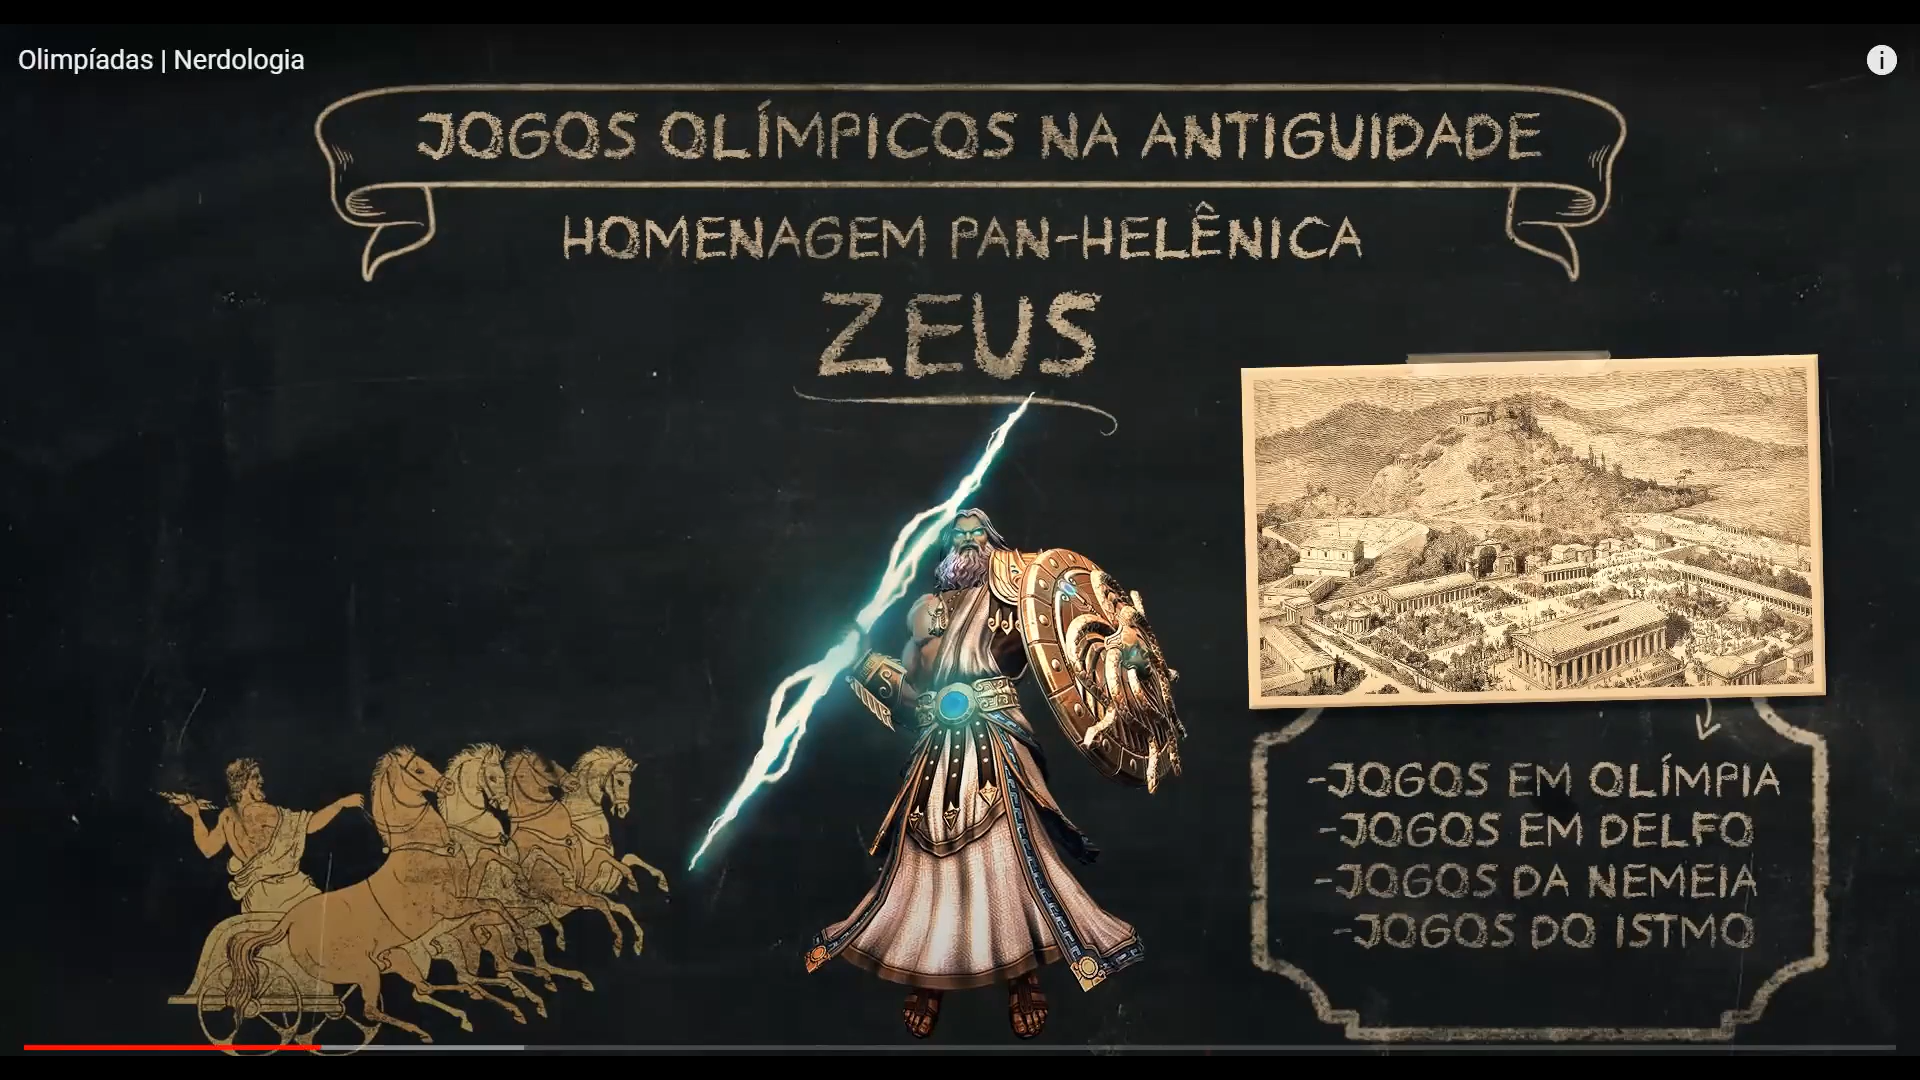 Olimpíadas | Nerdologia
JOGOS OLÍMPICOS NA ANTIGUIDADE
HOMENAGEM PAN-HELÊNICA
ZEUS
-JOGOS EM OLÍMPIA
-JOGOS EM DELFO
-JOGOS DA NEMEIA
-JOGOS DO ISTMO